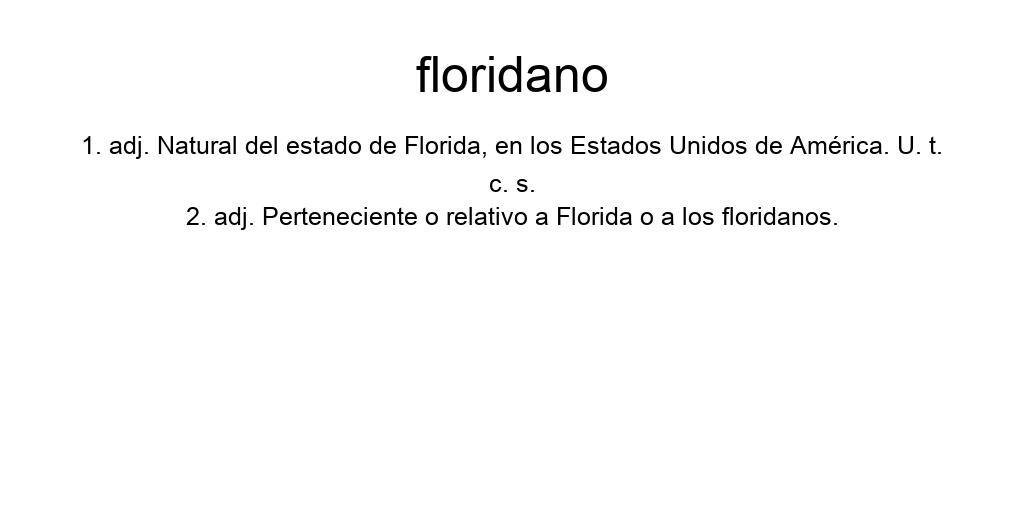 floridano
1. adj. Natural del estado de Florida, en los Estados Unidos de América. U. t.
c. s.
2. adj. Perteneciente o relativo a Florida o a los floridanos.